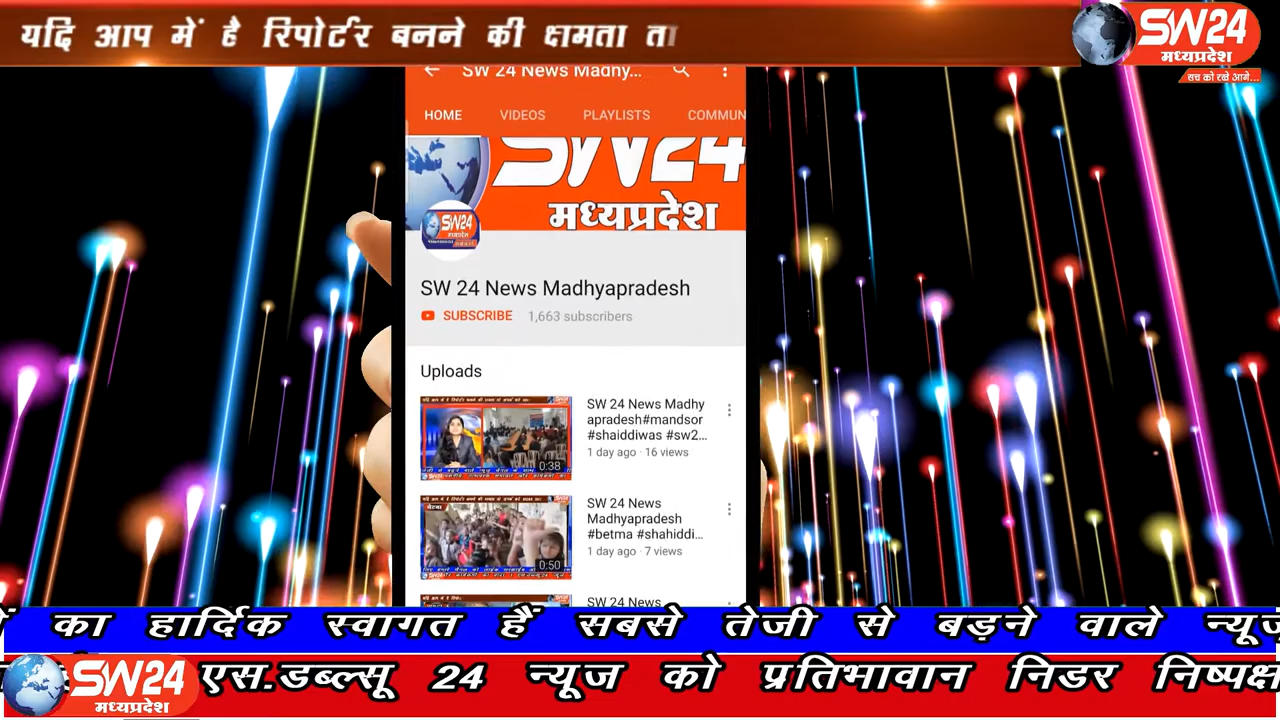 यदि आप में है रिपोर्टर बनने की क्षमता ता
SW24
मध्यप्रदेश
सच को रखे आगे...
SW 24 News Madhy...
HOME VIDEOS PLAYLISTS COMMUN
SW24
मध्यप्रदेश
SW24
SW 24 News Madhyapradesh
SUBSCRIBE 1,663 subscribers
Uploads
SW 24 News Madhy
apradesh#mandsor
#shaiddiwas #sw2...
1 day ago · 16 views
0:38
SW 24 News
Madhyapradesh
#betma #shahiddi...
1 day ago · 7 views
बेटमा
0:50
SW 24 News
का हार्दिक स्वागत हैं सबसे तेजी से बड़ने वाले न्यूज
SW24
मध्यप्रदेश
एस.डब्ल्सू 24 न्यूज को प्रतिभावान निडर निष्पक्ष